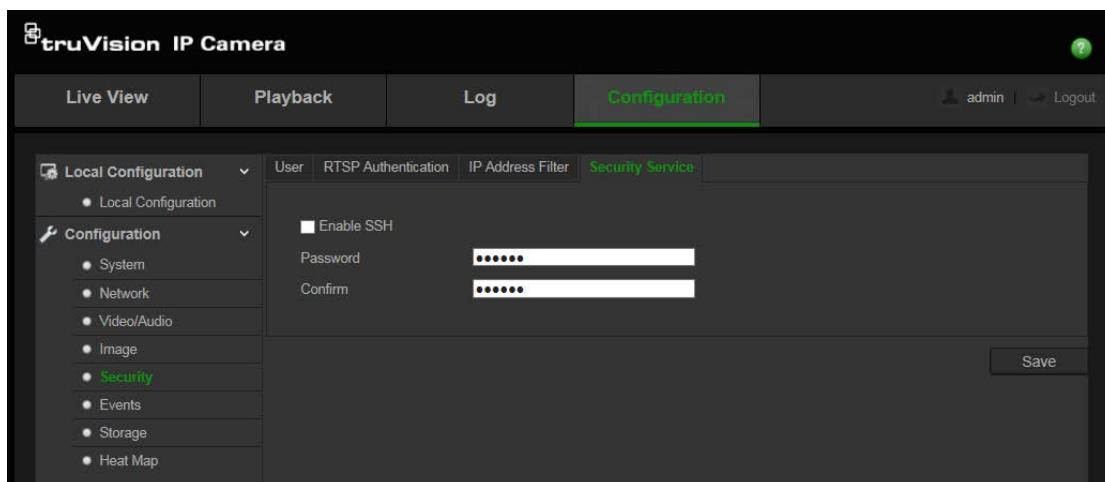 truVision IP Camera
?
Live View Playback Log Configuration admin Logout
Local Configuration
Local Configuration
Configuration
System
Network
Video/Audio
Image
Security
Events
Storage
Heat Map
User RTSP Authentication IP Address Filter Security Service
Enable SSH
Password ••••••
Confirm ••••••
Save